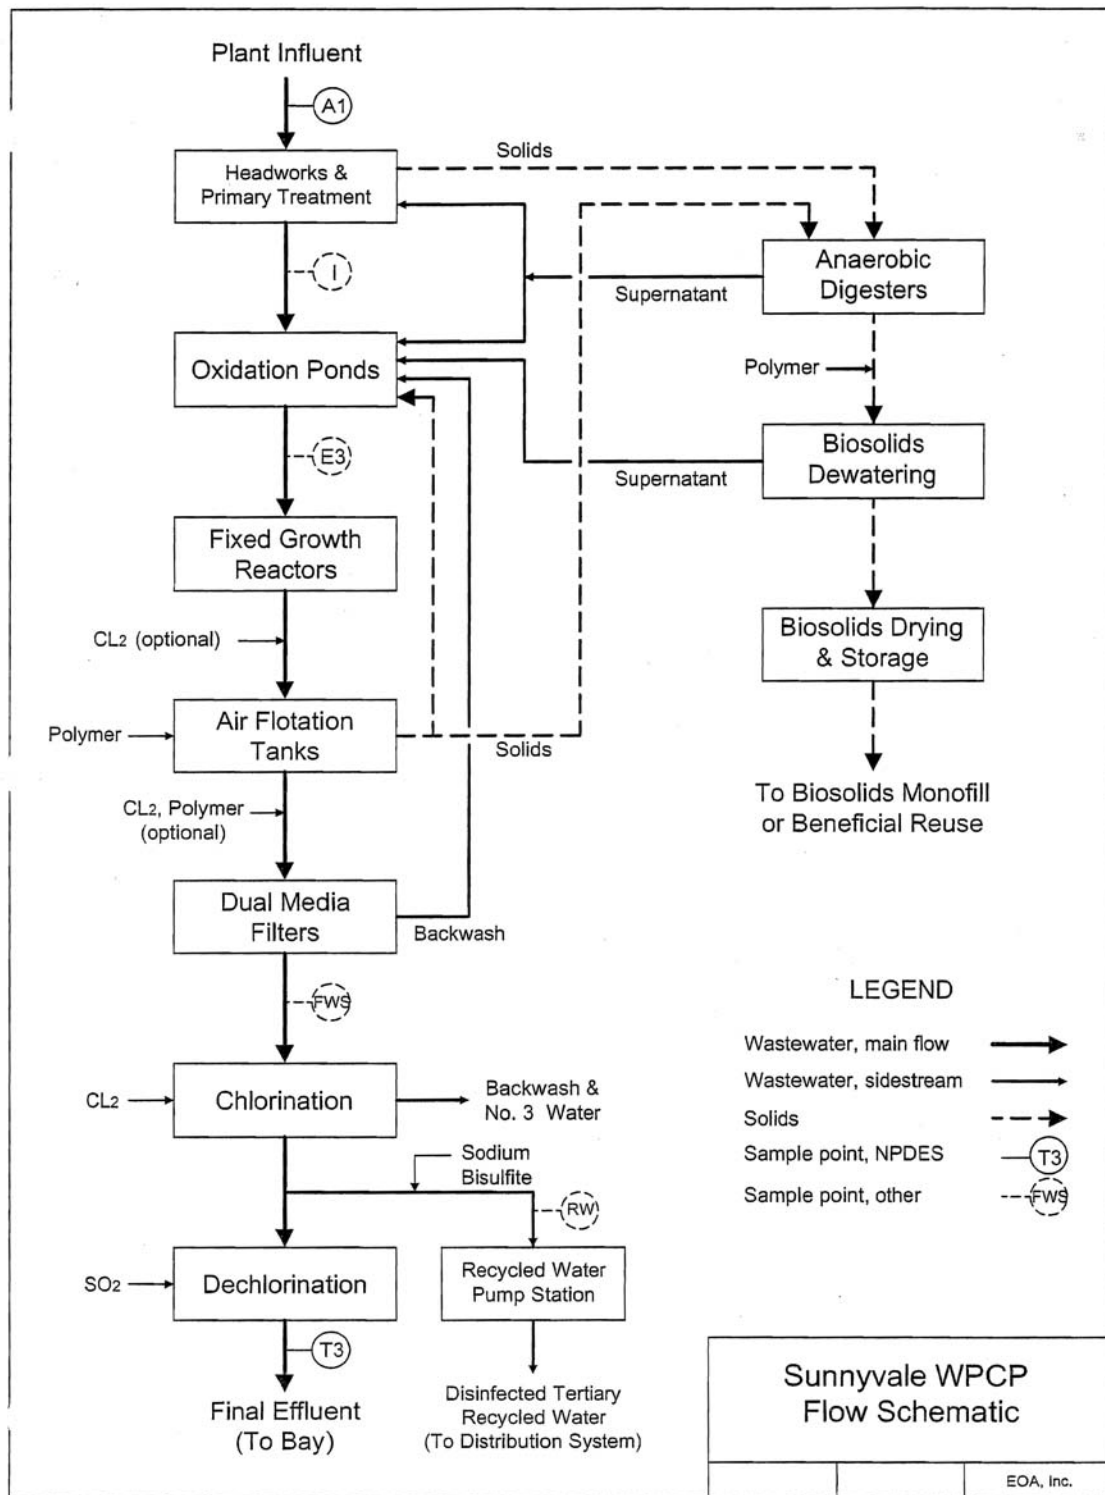 Plant Influent
A1
Solids
Headworks &
Primary Treatment
Anaerobic
Digesters
I
Supernatant
Oxidation Ponds
Polymer
Biosolids
Dewatering
E3
Supernatant
Fixed Growth
Reactors
CL2 (optional)
Biosolids Drying
& Storage
Air Flotation
Tanks
Polymer
Solids
To Biosolids Monofill
or Beneficial Reuse
CL2, Polymer
(optional)
Dual Media
Filters
Backwash
FWS
CL2
Chlorination
Backwash &
No. 3 Water
Sodium
Bisulfite
RW
SO2
Dechlorination
Recycled Water
Pump Station
T3
Final Effluent
(To Bay)
Disinfected Tertiary
Recycled Water
(To Distribution System)
LEGEND
Wastewater, main flow
Wastewater, sidestream
Solids
Sample point, NPDES
T3
Sample point, other
FWS
Sunnyvale WPCP
Flow Schematic
EOA, Inc.